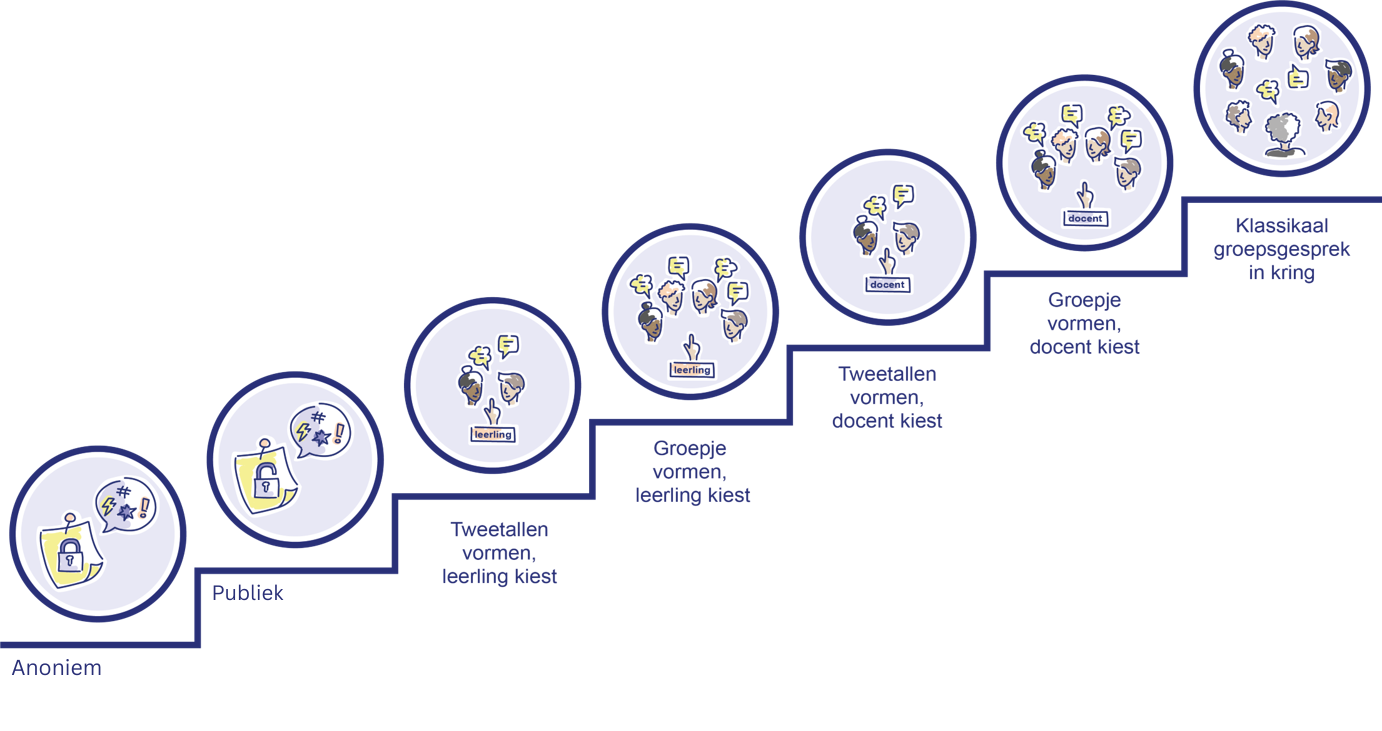 Anoniem
Publiek
leerling
Tweetallen
vormen,
leerling kiest
leerling
Groepje
vormen,
leerling kiest
docent
Tweetallen
vormen,
docent kiest
docent
Groepje
vormen,
docent kiest
Klassikaal
groepsgesprek
in kring